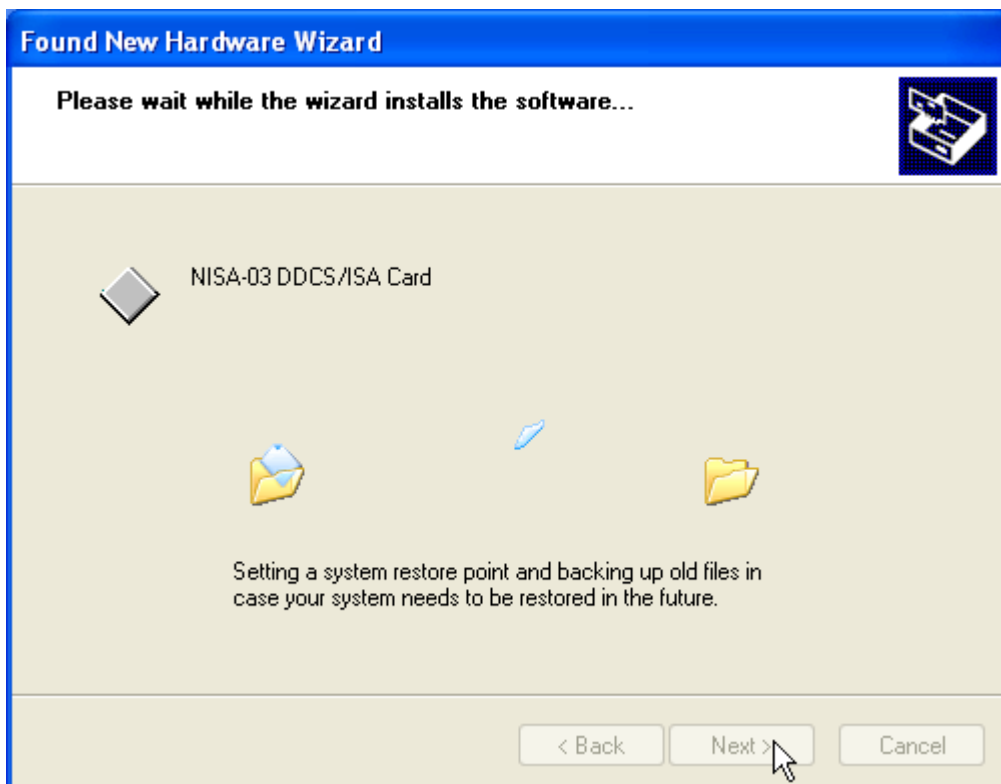 Found New Hardware Wizard
Please wait while the wizard installs the software...
NISA-03 DDCS/ISA Card
Setting a system restore point and backing up old files in
case your system needs to be restored in the future.
< Back
Next >
Cancel